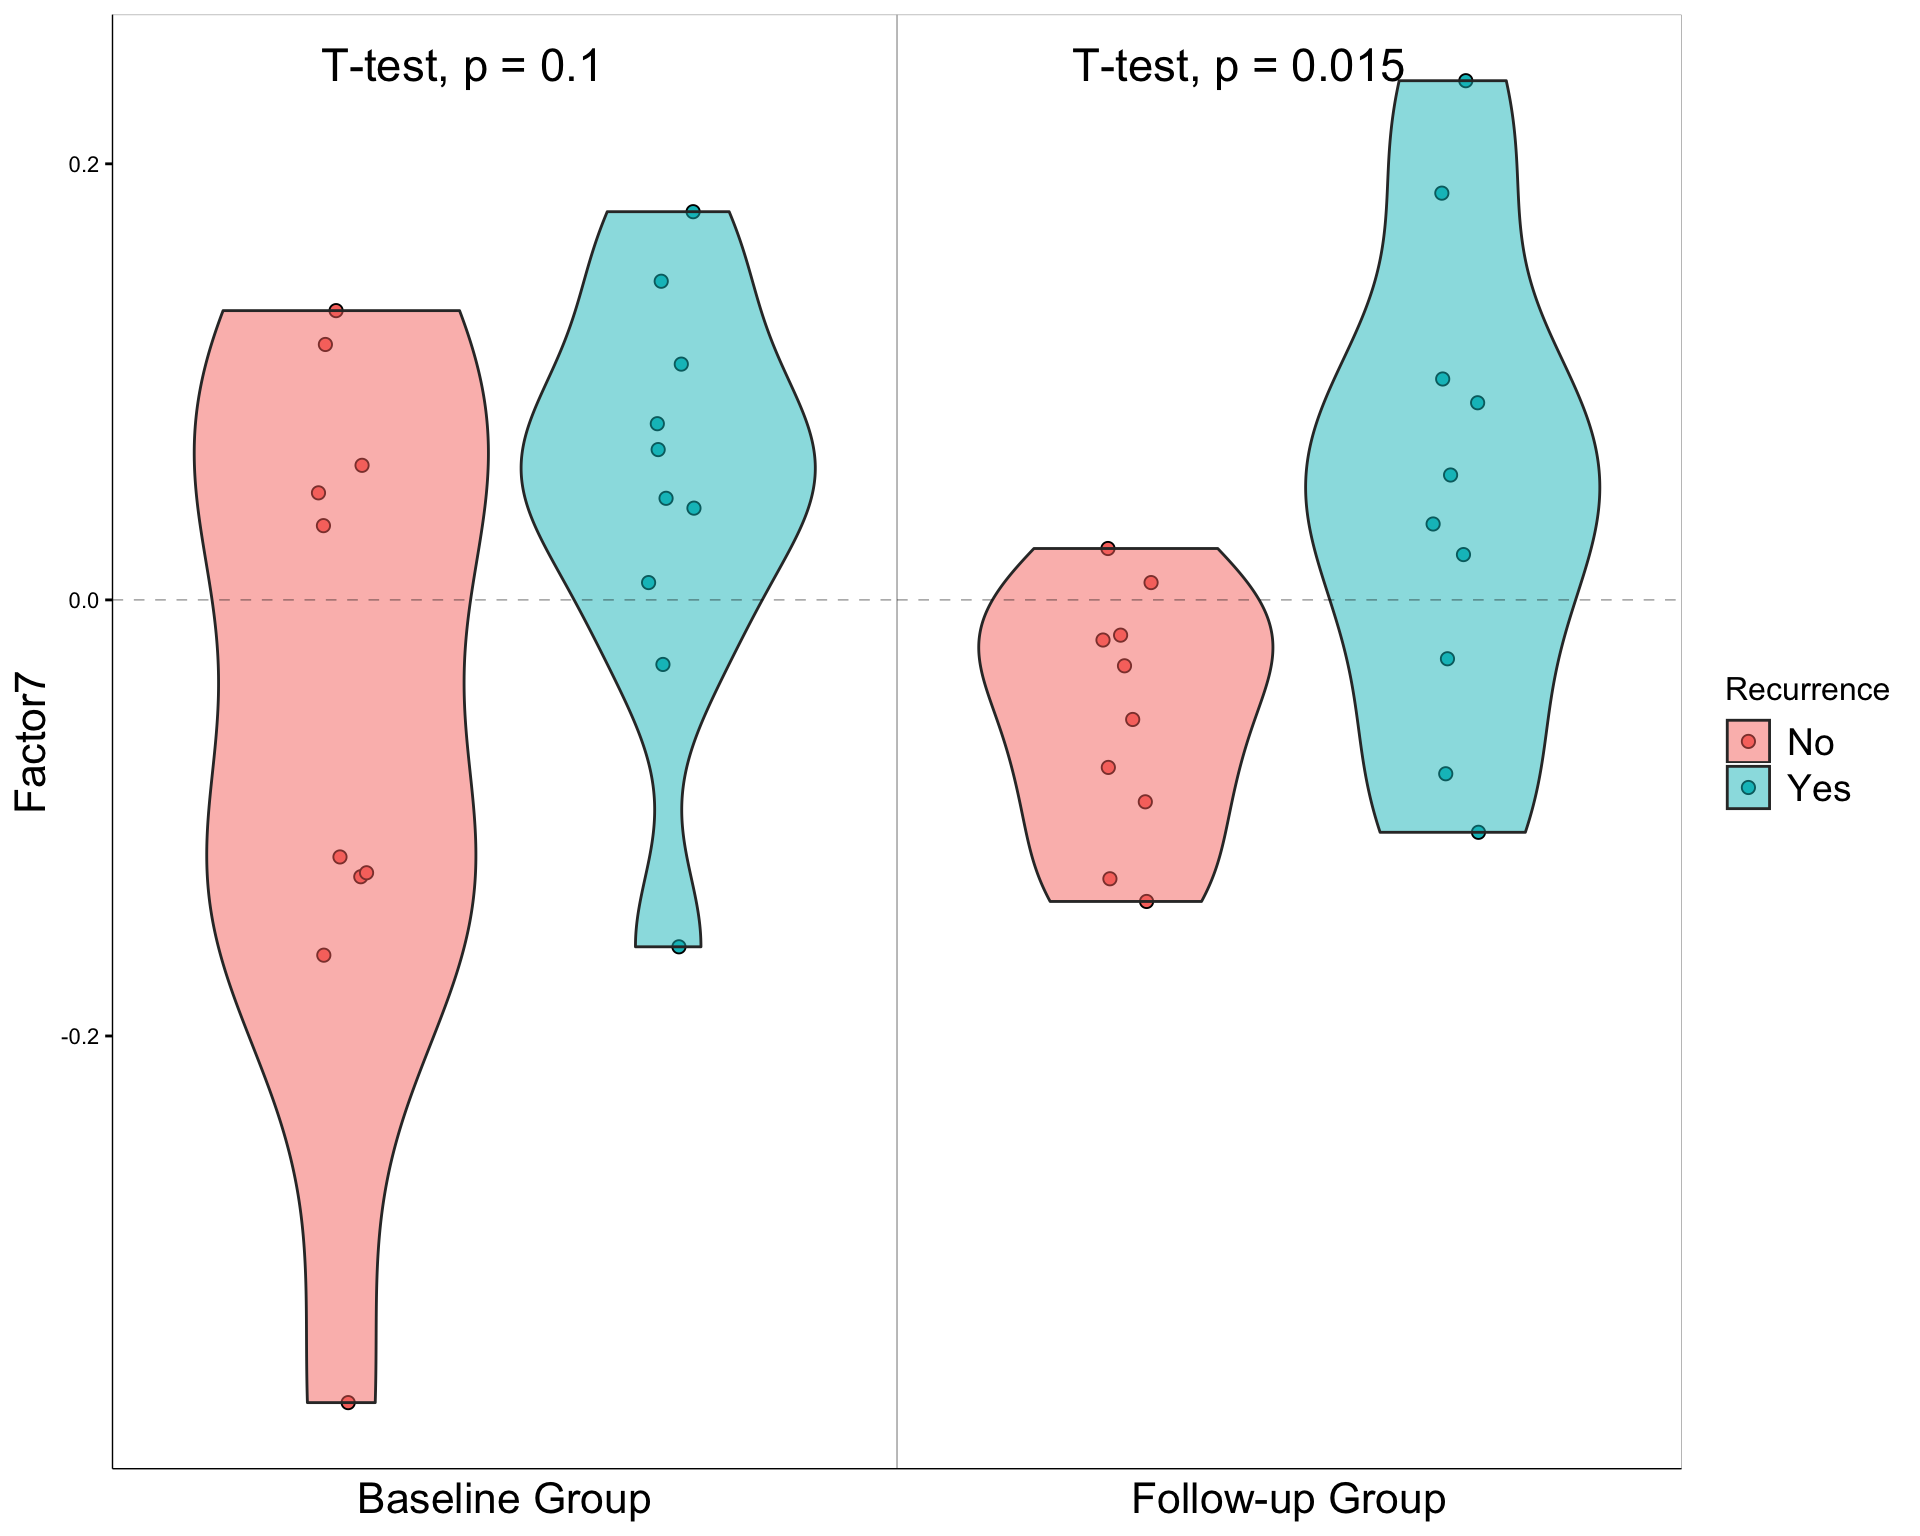 T-test, p = 0.1
T-test, p = 0.015
0.2
0.0
-0.2
Factor7
Baseline Group
Follow-up Group
Recurrence
No
Yes